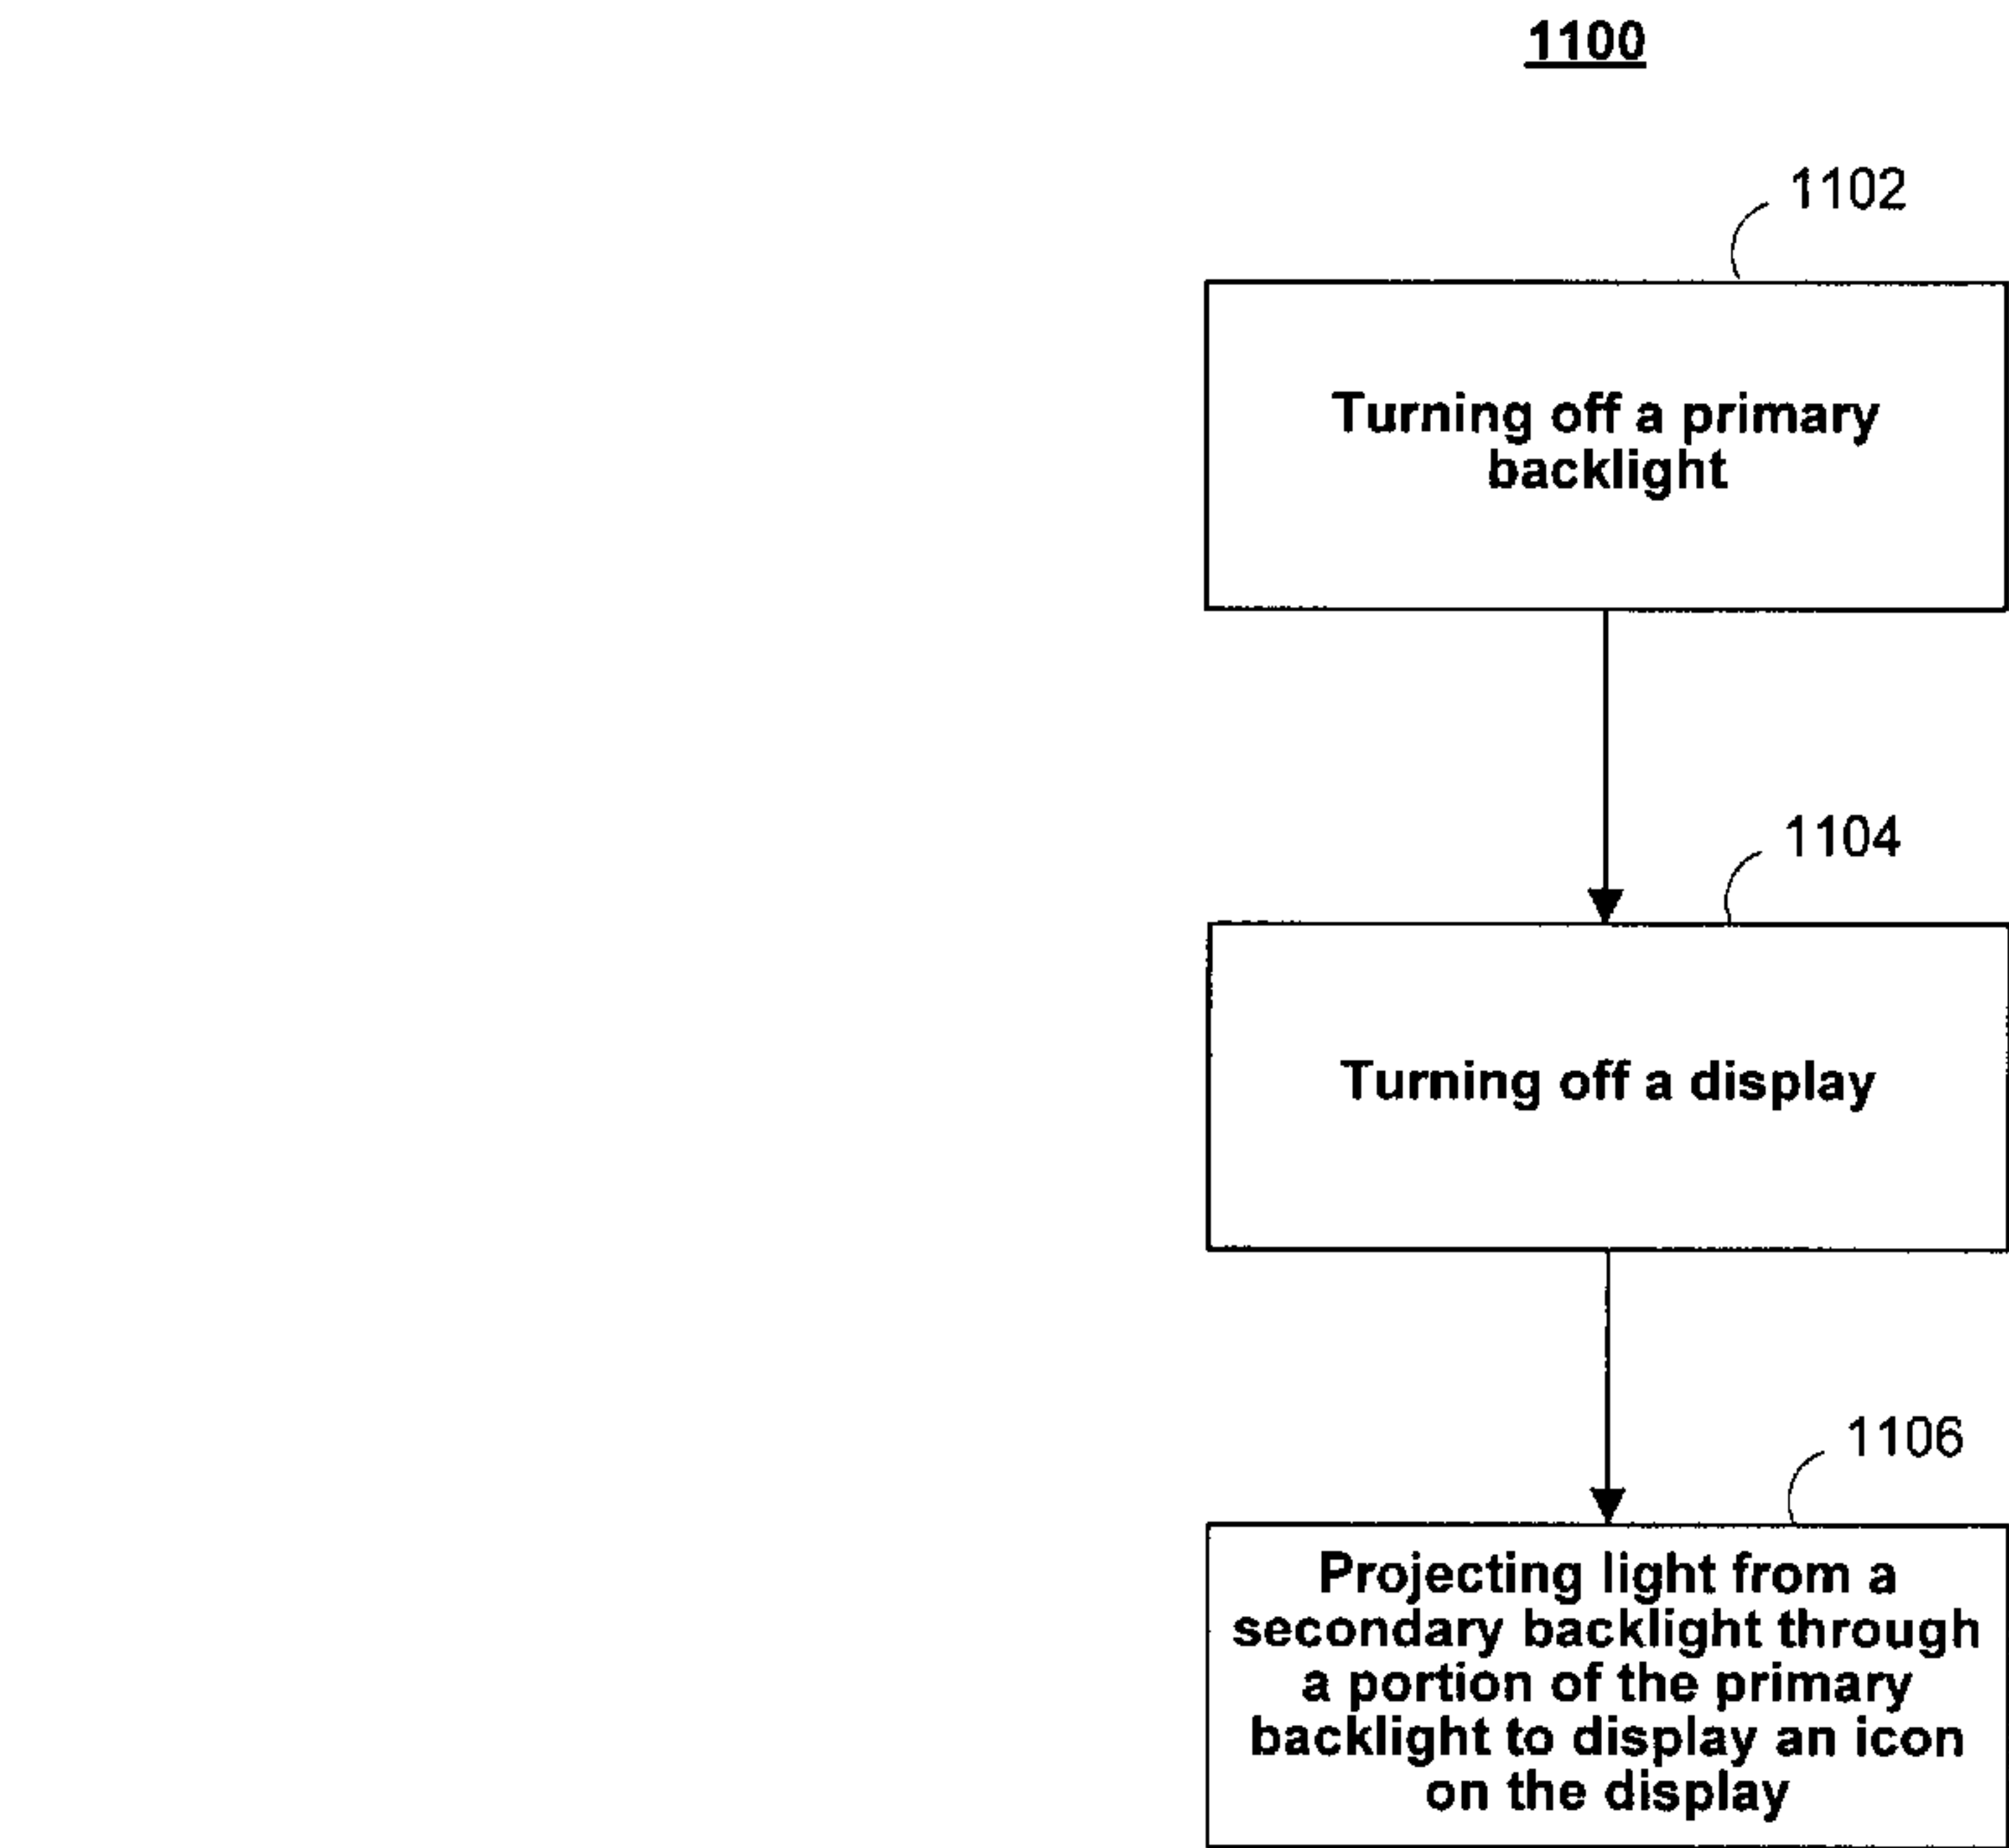 1100
1102
Turning off a primary
backlight
1104
Turning off a display
1106
Projecting light from a
secondary backlight through
a portion of the primary
backlight to display an icon
on the display